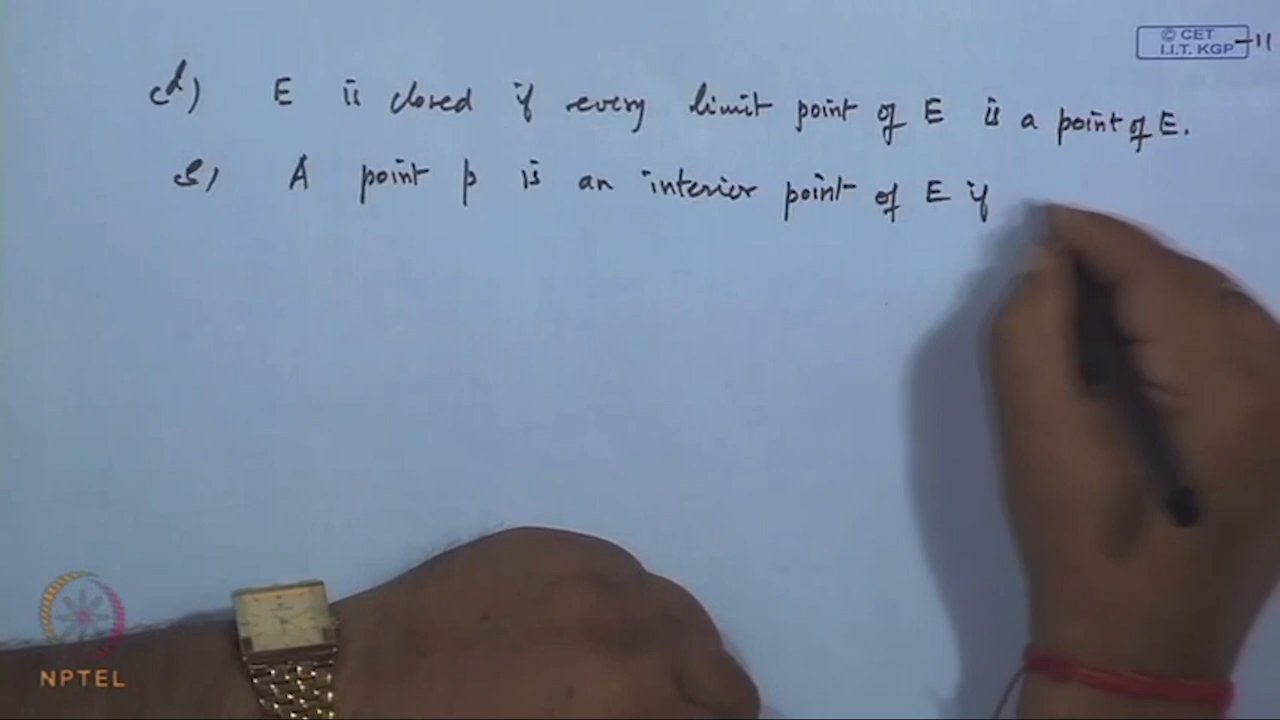 © CET
I.I.T. KGP
-11
(d) E is closed if every limit point of E is a point of E.
(e) A point p is an interior point of E if
NPTEL